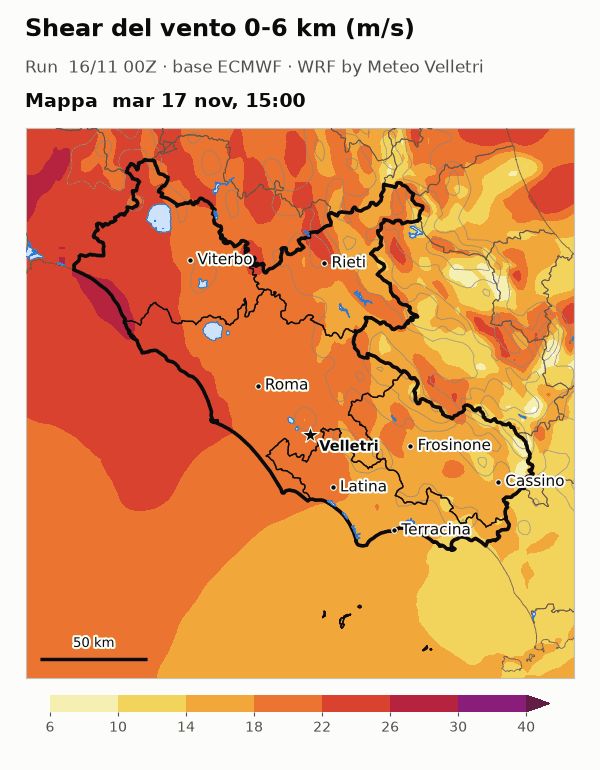 Shear del vento 0-6 km (m/s)
Run  16/11 00Z · base ECMWF · WRF by Meteo Velletri
Mappa  mar 17 nov, 15:00
Viterbo
Rieti
Roma
Velletri
Frosinone
Cassino
Latina
Terracina
50 km
6 10 14 18 22 26 30 40